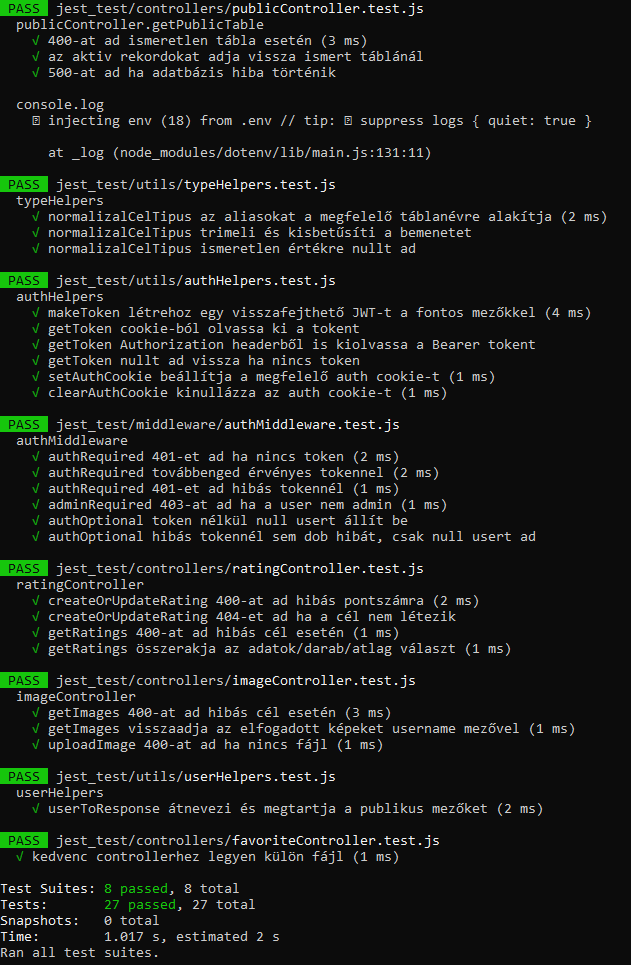 PASS jest_test/controllers/publicController.test.js
publicController.getPublicTable
√ 400-at ad ismeretlen tábla esetén (3 ms)
√ az aktiv rekordokat adja vissza ismert táblánál
√ 500-at ad ha adatbázis hiba történik
console.log
injecting env (18) from .env // tip: suppress logs { quiet: true }
at _log (node_modules/dotenv/lib/main.js:131:11)
PASS jest_test/utils/typeHelpers.test.js
typeHelpers
√ normalizalCelTipus az aliasokat a megfelelő táblanévre alakítja (2 ms)
√ normalizalCelTipus trimeli és kisbetűsíti a bemenetet
√ normalizalCelTipus ismeretlen értékre nullt ad
PASS jest_test/utils/authHelpers.test.js
authHelpers
√ makeToken létrehoz egy visszafejthető JWT-t a fontos mezőkkel (4 ms)
√ getToken cookie-ból olvassa ki a tokent
√ getToken Authorization headerből is kiolvassa a Bearer tokent
√ getToken nullt ad vissza ha nincs token
√ setAuthCookie beállítja a megfelelő auth cookie-t (1 ms)
√ clearAuthCookie kinullázza az auth cookie-t (1 ms)
PASS jest_test/middleware/authMiddleware.test.js
authMiddleware
√ authRequired 401-et ad ha nincs token (2 ms)
√ authRequired továbbenged érvényes tokennel (2 ms)
√ authRequired 401-et ad hibás tokennél (1 ms)
√ adminRequired 403-at ad ha a user nem admin (1 ms)
√ authOptional token nélkül null usert állít be
√ authOptional hibás tokennél sem dob hibát, csak null usert ad
PASS jest_test/controllers/ratingController.test.js
ratingController
√ createOrUpdateRating 400-at ad hibás pontszámra (2 ms)
√ createOrUpdateRating 404-et ad ha a cél nem létezik
√ getRatings 400-at ad hibás cél esetén (1 ms)
√ getRatings összerakja az adatok/darab/atlag választ (1 ms)
PASS jest_test/controllers/imageController.test.js
imageController
√ getImages 400-at ad hibás cél esetén (3 ms)
√ getImages visszaadja az elfogadott képeket username mezővel (1 ms)
√ uploadImage 400-at ad ha nincs fájl (1 ms)
PASS jest_test/utils/userHelpers.test.js
userHelpers
√ userToResponse átnevezi és megtartja a publikus mezőket (2 ms)
PASS jest_test/controllers/favoriteController.test.js
√ kedvenc controllerhez legyen külön fájl (1 ms)
Test Suites: 8 passed, 8 total
Tests: 27 passed, 27 total
Snapshots: 0 total
Time: 1.017 s, estimated 2 s
Ran all test suites.